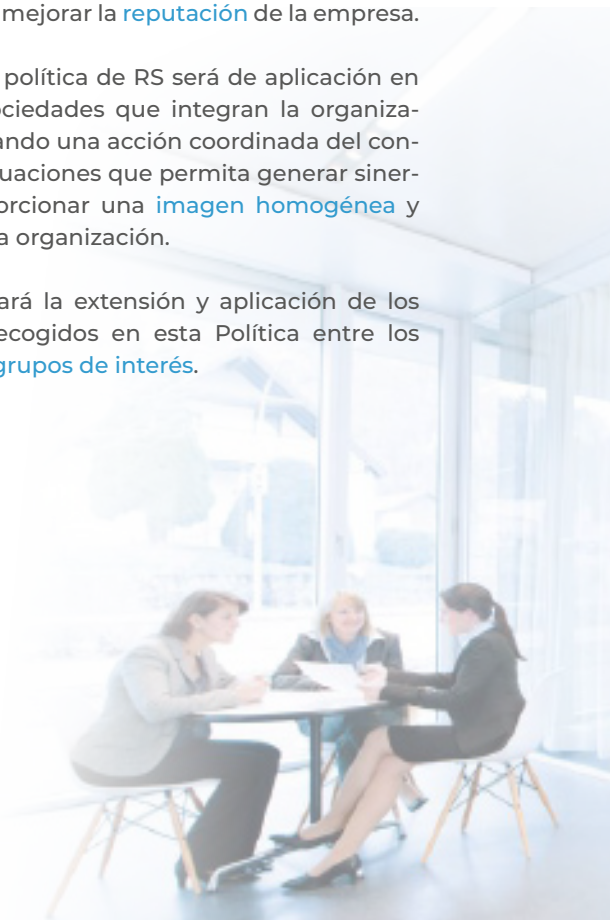 mejorar la reputación de la empresa.
política de RS será de aplicación en
ciedades que integran la organiza-
ando una acción coordinada del con-
uaciones que permita generar siner-
orcionar una imagen homogénea y
a organización.
ará la extensión y aplicación de los
ecogidos en esta Política entre los
grupos de interés.